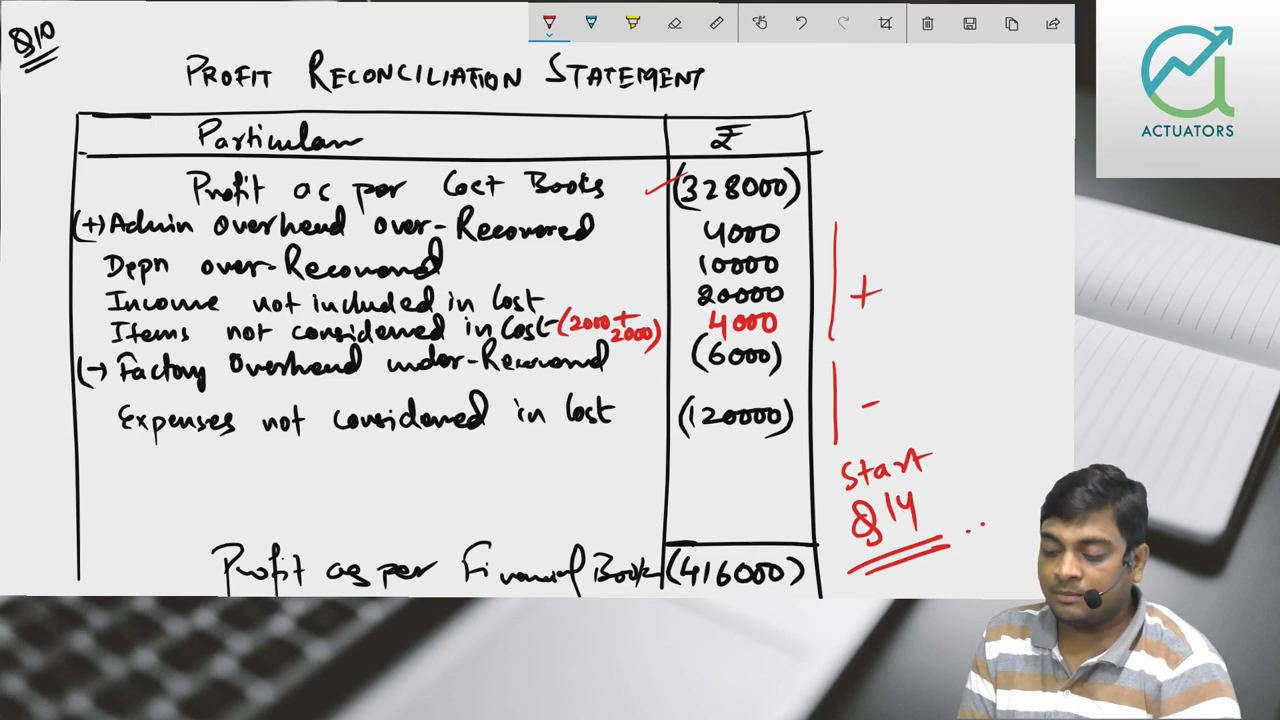 Q10
PROFIT RECONCILIATION STATEMENT
Particulars ₹
Profit as per Cost Books (328000)
(+) Admin Overhead over-Recovered 4000
Depn over-Recovered 10000
Income not included in Cost 20000
Items not considered in Cost (2000+2000) 4000
(-) Factory Overhead under-Recovered (6000)
Expenses not considered in Cost (120000)
Profit as per Financial Books (416000)
+
-
Start
Q14 ..
ACTUATORS